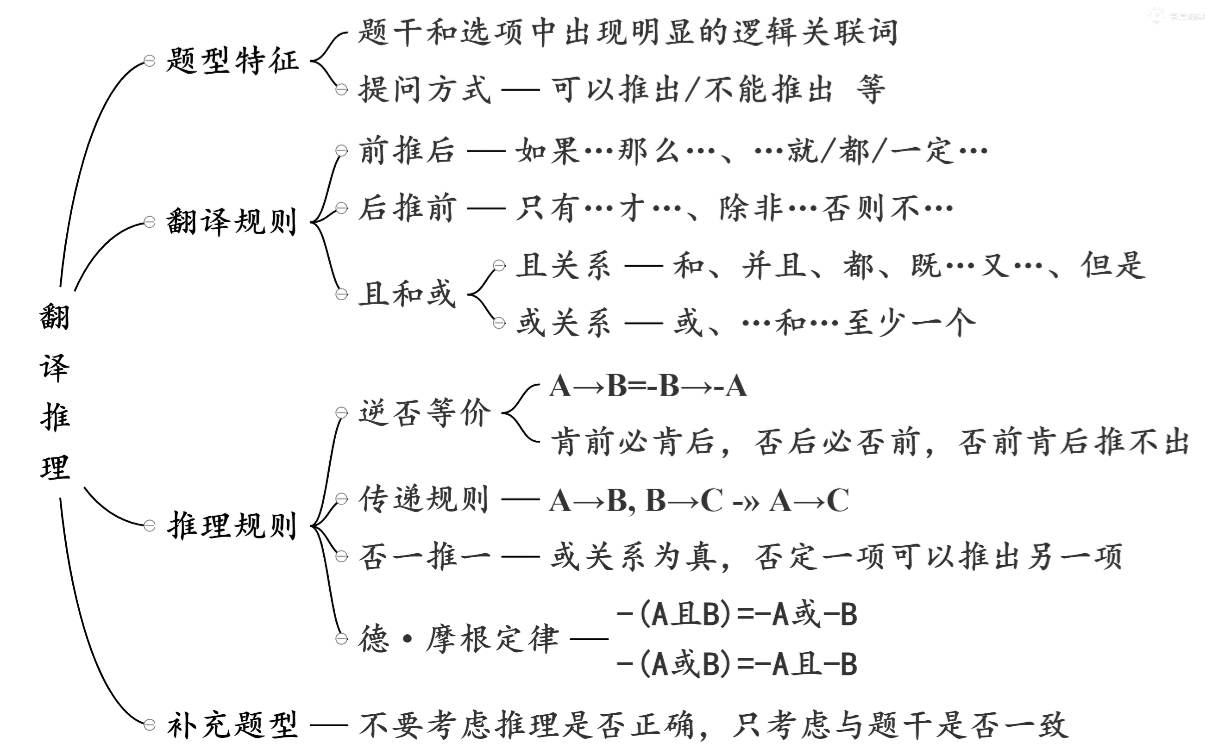 题型特征
题干和选项中出现明显的逻辑关联词
提问方式 — 可以推出/不能推出 等
翻译规则
前推后 — 如果…那么…、…就/都/一定…
后推前 — 只有…才…、除非…否则不…
且和或
且关系 — 和、并且、都、既…又…、但是
或关系 — 或、…和…至少一个
翻译推理
推理规则
逆否等价
A→B=-B→-A
肯前必肯后，否后必否前，否前肯后推不出
传递规则 — A→B, B→C -» A→C
否一推一 — 或关系为真，否定一项可以推出另一项
德·摩根定律
-(A且B)=-A或-B
-(A或B)=-A且-B
补充题型 — 不要考虑推理是否正确，只考虑与题干是否一致